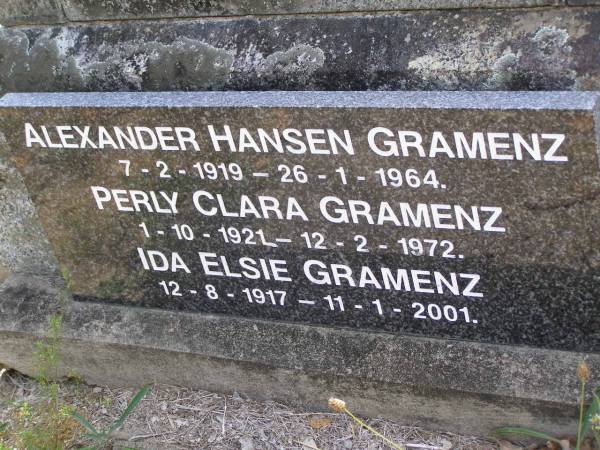 ALEXANDER HANSEN GRAMENZ
7 - 2 - 1919 – 26 - 1 - 1964.
PERLY CLARA GRAMENZ
1 - 10 - 1921 – 12 - 2 - 1972.
IDA ELSIE GRAMENZ
12 - 8 - 1917 – 11 - 1 - 2001.